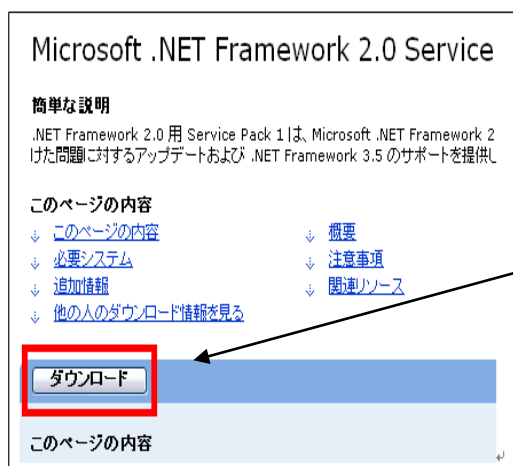 Microsoft .NET Framework 2.0 Service
簡単な説明
.NET Framework 2.0 用 Service Pack 1 は、Microsoft .NET Framework 2
けた問題に対するアップデートおよび .NET Framework 3.5 のサポートを提供し
このページの内容
このページの内容
概要
必要システム
注意事項
追加情報
関連リソース
他の人のダウンロード情報を見る
ダウンロード
このページの内容